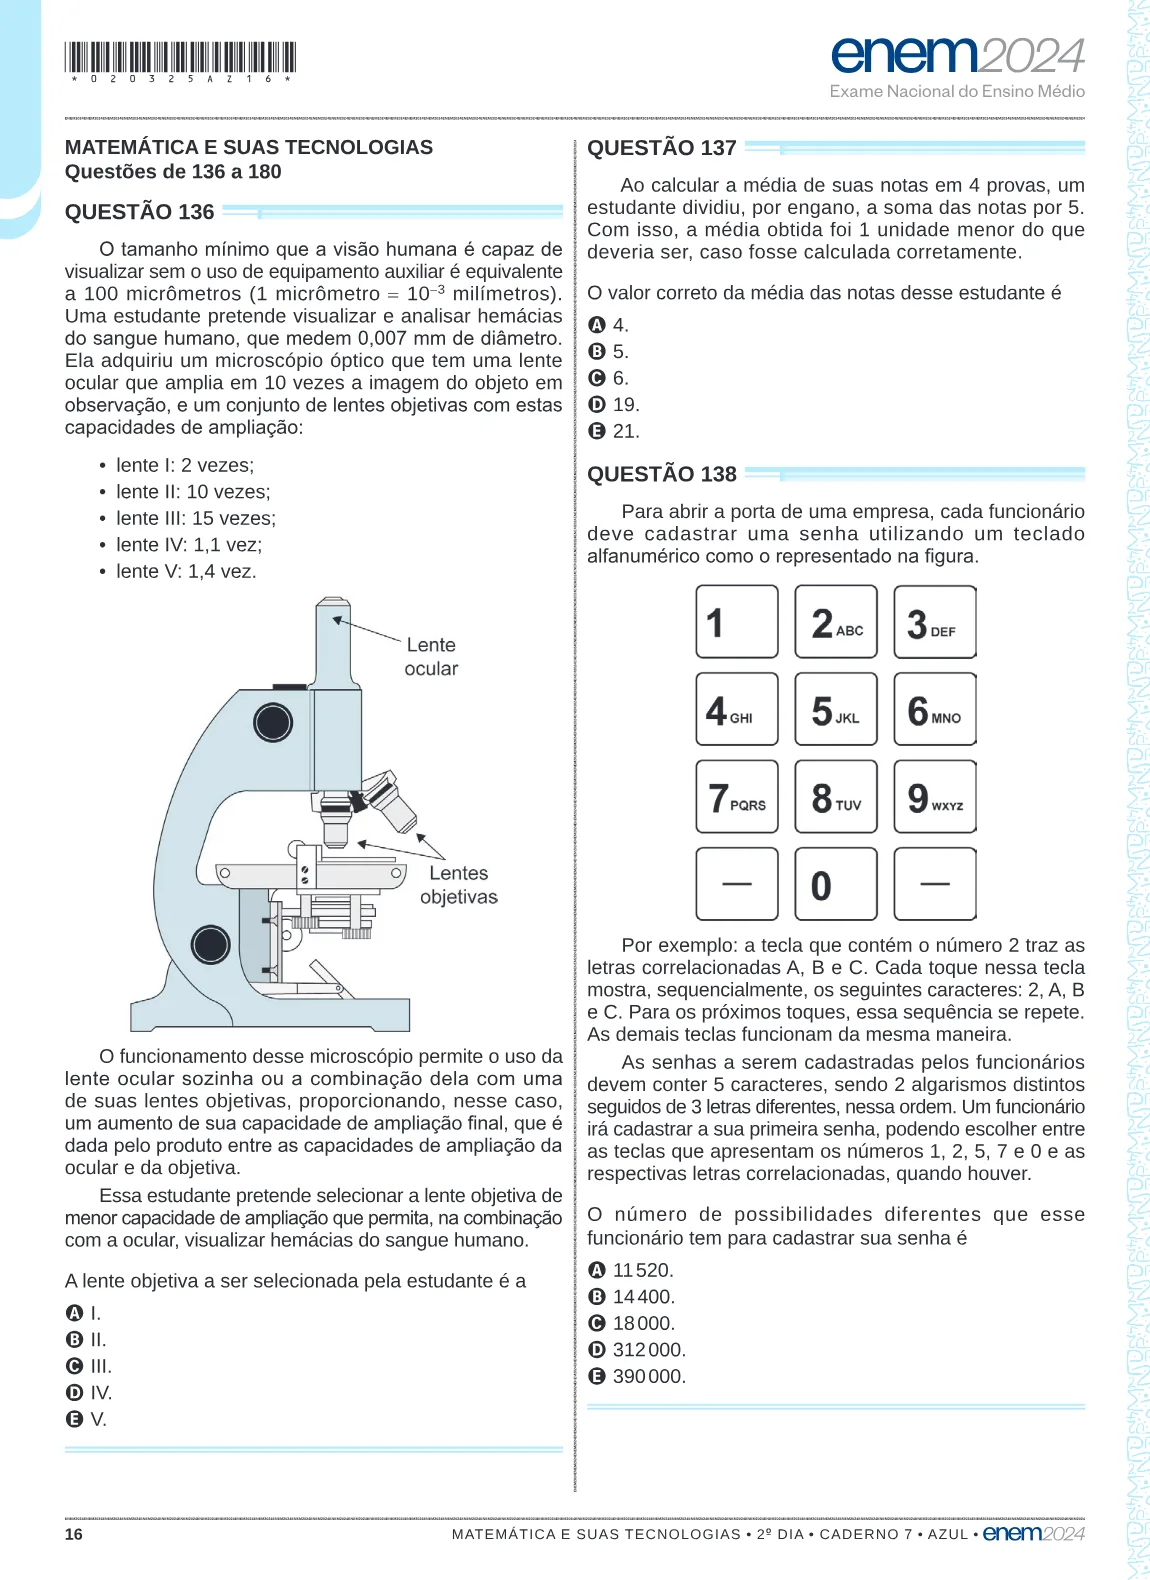 *020325AZ16*
enem2024
Exame Nacional do Ensino Médio
MATEMÁTICA E SUAS TECNOLOGIAS
Questões de 136 a 180
QUESTÃO 136
O tamanho mínimo que a visão humana é capaz de
visualizar sem o uso de equipamento auxiliar é equivalente
a 100 micrômetros (1 micrômetro = 10⁻³ milímetros).
Uma estudante pretende visualizar e analisar hemácias
do sangue humano, que medem 0,007 mm de diâmetro.
Ela adquiriu um microscópio óptico que tem uma lente
ocular que amplia em 10 vezes a imagem do objeto em
observação, e um conjunto de lentes objetivas com estas
capacidades de ampliação:
• lente I: 2 vezes;
• lente II: 10 vezes;
• lente III: 15 vezes;
• lente IV: 1,1 vez;
• lente V: 1,4 vez.
Lente
ocular
Lentes
objetivas
O funcionamento desse microscópio permite o uso da
lente ocular sozinha ou a combinação dela com uma
de suas lentes objetivas, proporcionando, nesse caso,
um aumento de sua capacidade de ampliação final, que é
dada pelo produto entre as capacidades de ampliação da
ocular e da objetiva.
Essa estudante pretende selecionar a lente objetiva de
menor capacidade de ampliação que permita, na combinação
com a ocular, visualizar hemácias do sangue humano.
A lente objetiva a ser selecionada pela estudante é a
A I.
B II.
C III.
D IV.
E V.
QUESTÃO 137
Ao calcular a média de suas notas em 4 provas, um
estudante dividiu, por engano, a soma das notas por 5.
Com isso, a média obtida foi 1 unidade menor do que
deveria ser, caso fosse calculada corretamente.
O valor correto da média das notas desse estudante é
A 4.
B 5.
C 6.
D 19.
E 21.
QUESTÃO 138
Para abrir a porta de uma empresa, cada funcionário
deve cadastrar uma senha utilizando um teclado
alfanumérico como o representado na figura.
1 2 ABC 3 DEF
4 GHI 5 JKL 6 MNO
7 PQRS 8 TUV 9 WXYZ
— 0 —
Por exemplo: a tecla que contém o número 2 traz as
letras correlacionadas A, B e C. Cada toque nessa tecla
mostra, sequencialmente, os seguintes caracteres: 2, A, B
e C. Para os próximos toques, essa sequência se repete.
As demais teclas funcionam da mesma maneira.
As senhas a serem cadastradas pelos funcionários
devem conter 5 caracteres, sendo 2 algarismos distintos
seguidos de 3 letras diferentes, nessa ordem. Um funcionário
irá cadastrar a sua primeira senha, podendo escolher entre
as teclas que apresentam os números 1, 2, 5, 7 e 0 e as
respectivas letras correlacionadas, quando houver.
O número de possibilidades diferentes que esse
funcionário tem para cadastrar sua senha é
A 11 520.
B 14 400.
C 18 000.
D 312 000.
E 390 000.
16
MATEMÁTICA E SUAS TECNOLOGIAS • 2º DIA • CADERNO 7 • AZUL • enem2024